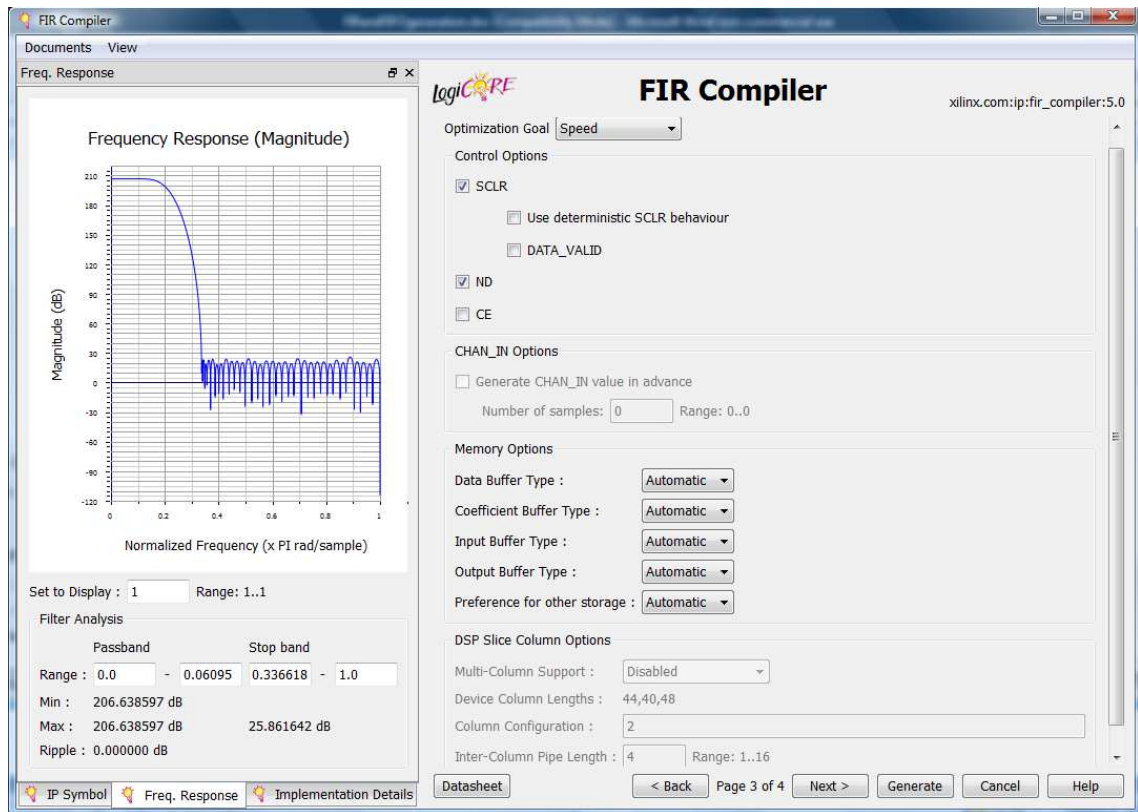 FIR Compiler
Documents View
Freq. Response
Frequency Response (Magnitude)
210
180
150
120
90
60
30
0
-30
-60
-90
-120
Magnitude (dB)
0 0.2 0.4 0.6 0.8 1
Normalized Frequency (x PI rad/sample)
Set to Display : 1 Range: 1..1
Filter Analysis
Passband Stop band
Range : 0.0 - 0.06095 0.336618 - 1.0
Min : 206.638597 dB
Max : 206.638597 dB 25.861642 dB
Ripple : 0.000000 dB
IP Symbol Freq. Response Implementation Details
LogiCORE
FIR Compiler
xilinx.com:ip:fir_compiler:5.0
Optimization Goal Speed
Control Options
SCLR
Use deterministic SCLR behaviour
DATA_VALID
ND
CE
CHAN_IN Options
Generate CHAN_IN value in advance
Number of samples: 0 Range: 0..0
Memory Options
Data Buffer Type : Automatic
Coefficient Buffer Type : Automatic
Input Buffer Type : Automatic
Output Buffer Type : Automatic
Preference for other storage : Automatic
DSP Slice Column Options
Multi-Column Support : Disabled
Device Column Lengths : 44,40,48
Column Configuration : 2
Inter-Column Pipe Length : 4 Range: 1..16
Datasheet < Back Page 3 of 4 Next > Generate Cancel Help